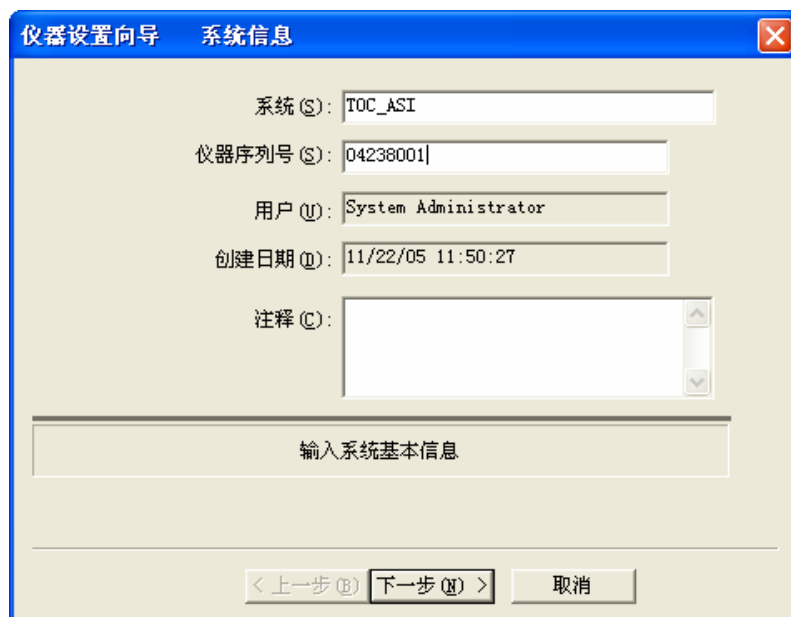 仪器设置向导 系统信息
系统(S): TOC_ASI
仪器序列号(S): 04238001
用户(U): System Administrator
创建日期(D): 11/22/05 11:50:27
注释(C):
输入系统基本信息
< 上一步(B) 下一步(N) > 取消